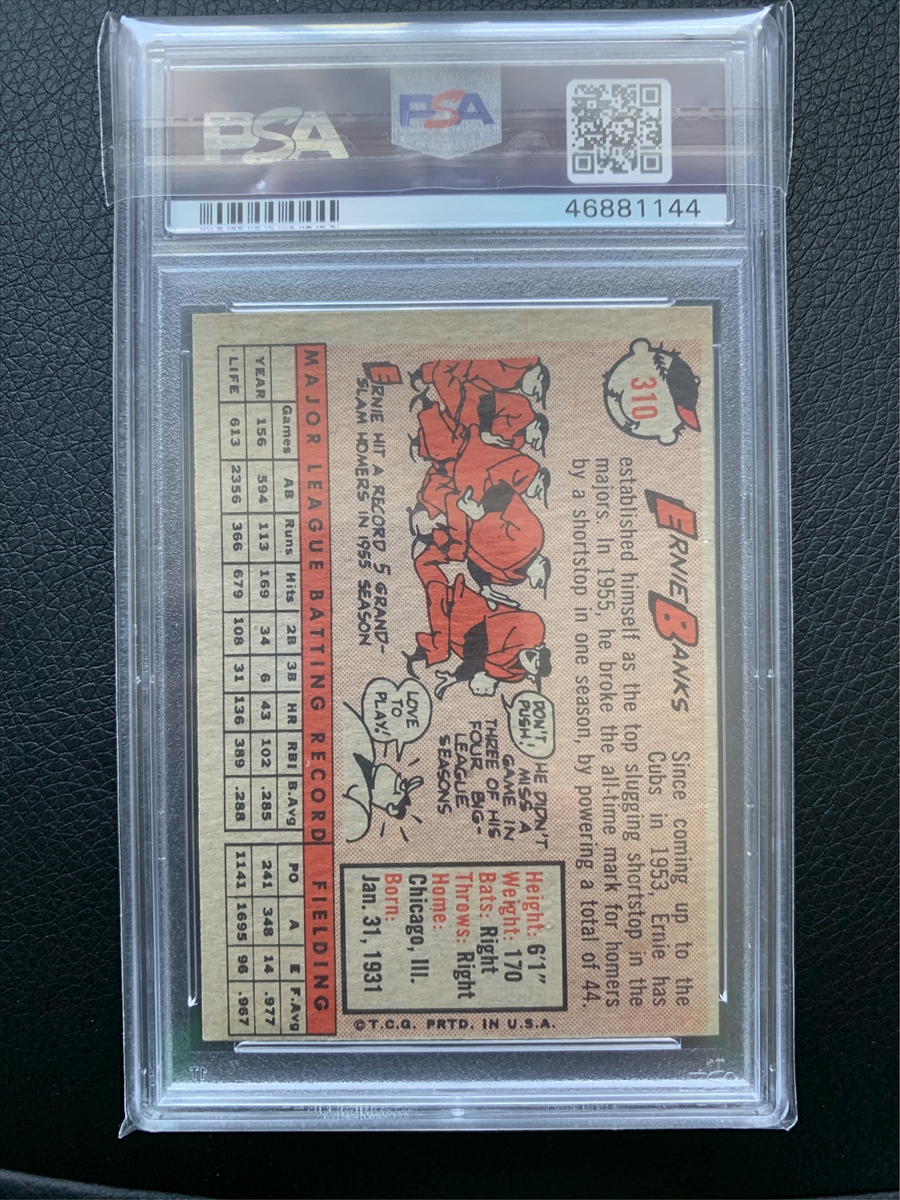 PSA
PSA
46881144
310
ERNIE BANKS
Since coming up to the
Cubs in 1953, Ernie has
established himself as the top slugging shortstop in the
majors. In 1955, he broke the all-time mark for homers
by a shortstop in one season, by powering a total of 44.
ERNIE HIT A RECORD 5 GRAND-
SLAM HOMERS IN 1955 SEASON
DON'T
PUSH!
HE DIDN'T
MISS A
GAME IN
THREE OF HIS
FOUR BIG-
LEAGUE
SEASONS
LOVE
TO
PLAY!
Height: 6'1"
Weight: 170
Bats: Right
Throws: Right
Home:
Chicago, Ill.
Born:
Jan. 31, 1931
©T.C.G. PRTD. IN U.S.A.
MAJOR LEAGUE BATTING RECORD FIELDING
Games AB Runs Hits 2B 3B HR RBI B.Avg PO A E F.Avg
YEAR 156 594 113 169 34 6 43 102 .285 241 348 14 .977
LIFE 613 2356 366 679 108 31 136 389 .288 1141 1695 96 .967